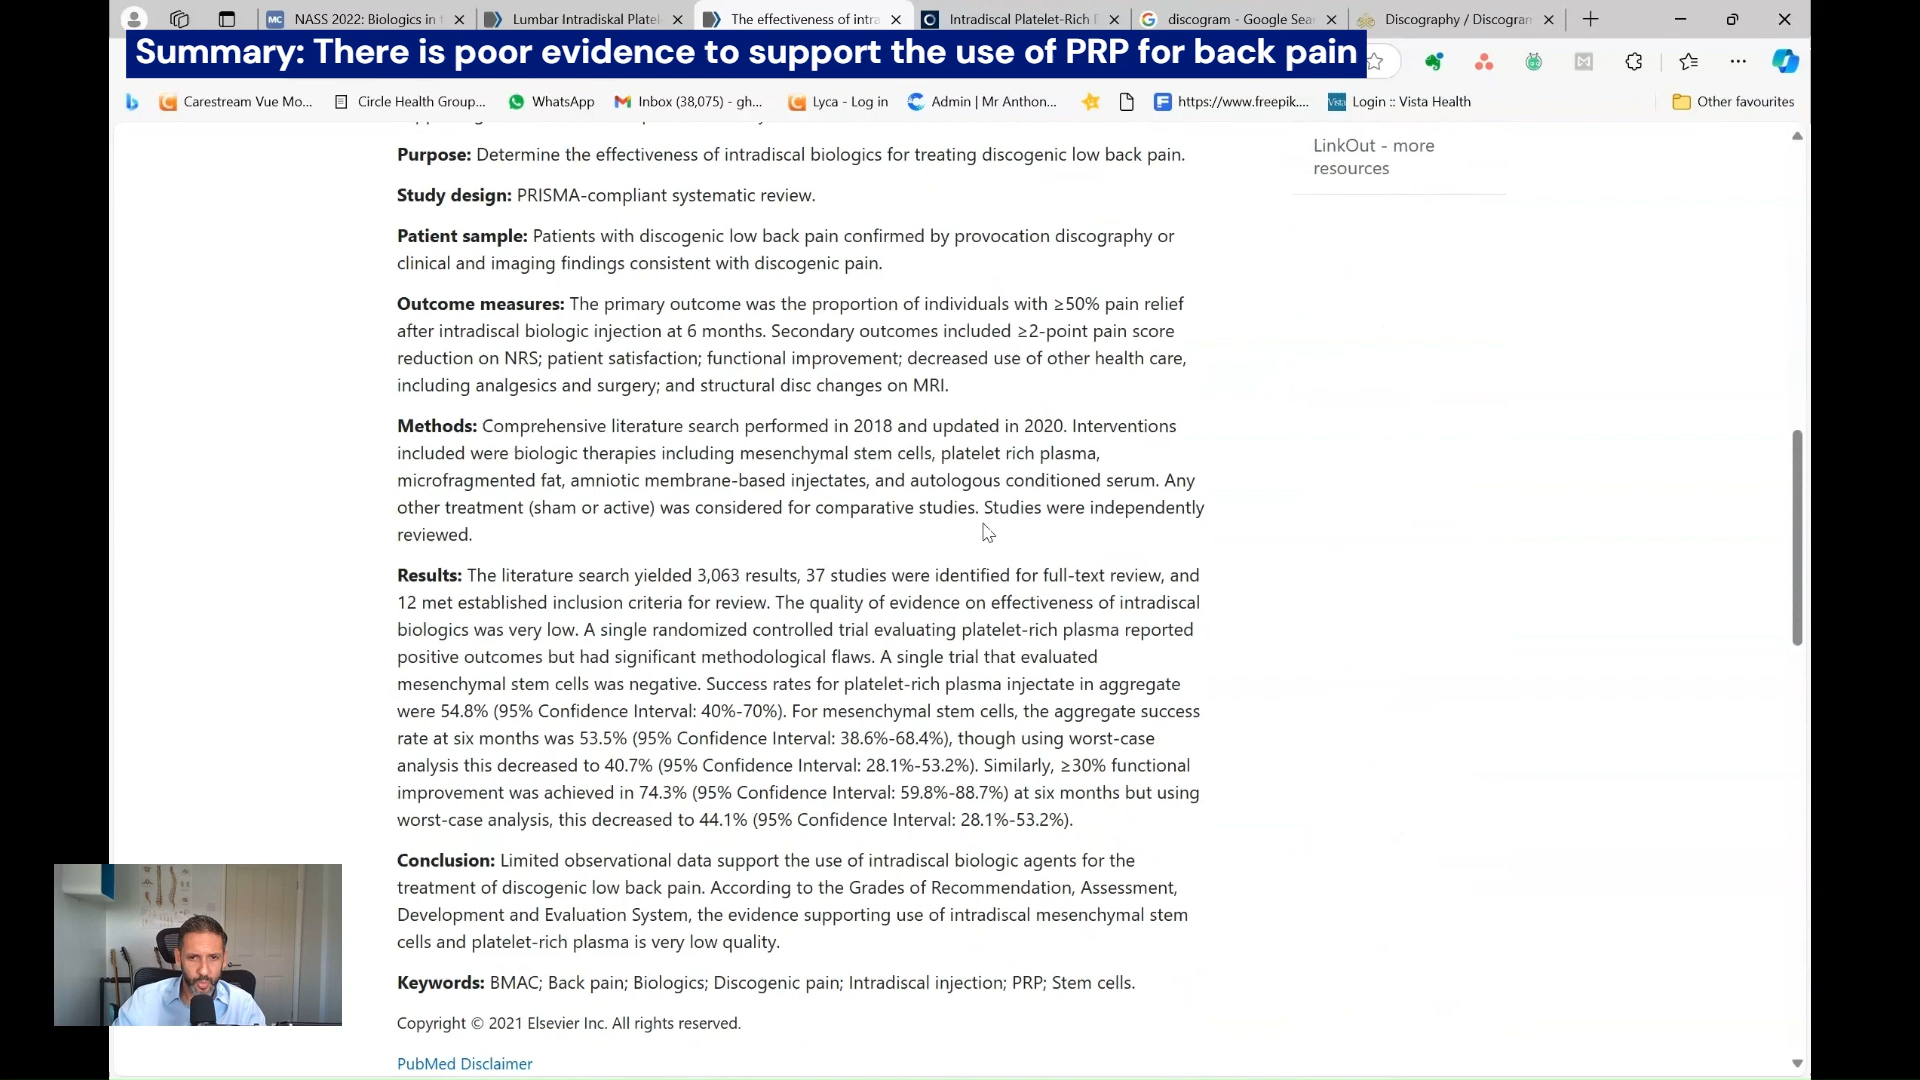 NASS 2022: Biologics in
Lumbar Intradiskal Platel
The effectiveness of intra
Intradiscal Platelet-Rich
discogram - Google Sea
Discography / Discogram
Summary: There is poor evidence to support the use of PRP for back pain
Carestream Vue Mo...
Circle Health Group...
WhatsApp
Inbox (38,075) - gh...
Lyca - Log in
Admin | Mr Anthon...
https://www.freepik....
Login :: Vista Health
Other favourites
LinkOut - more
resources
Purpose: Determine the effectiveness of intradiscal biologics for treating discogenic low back pain.
Study design: PRISMA-compliant systematic review.
Patient sample: Patients with discogenic low back pain confirmed by provocation discography or
clinical and imaging findings consistent with discogenic pain.
Outcome measures: The primary outcome was the proportion of individuals with ≥50% pain relief
after intradiscal biologic injection at 6 months. Secondary outcomes included ≥2-point pain score
reduction on NRS; patient satisfaction; functional improvement; decreased use of other health care,
including analgesics and surgery; and structural disc changes on MRI.
Methods: Comprehensive literature search performed in 2018 and updated in 2020. Interventions
included were biologic therapies including mesenchymal stem cells, platelet rich plasma,
microfragmented fat, amniotic membrane-based injectates, and autologous conditioned serum. Any
other treatment (sham or active) was considered for comparative studies. Studies were independently
reviewed.
Results: The literature search yielded 3,063 results, 37 studies were identified for full-text review, and
12 met established inclusion criteria for review. The quality of evidence on effectiveness of intradiscal
biologics was very low. A single randomized controlled trial evaluating platelet-rich plasma reported
positive outcomes but had significant methodological flaws. A single trial that evaluated
mesenchymal stem cells was negative. Success rates for platelet-rich plasma injectate in aggregate
were 54.8% (95% Confidence Interval: 40%-70%). For mesenchymal stem cells, the aggregate success
rate at six months was 53.5% (95% Confidence Interval: 38.6%-68.4%), though using worst-case
analysis this decreased to 40.7% (95% Confidence Interval: 28.1%-53.2%). Similarly, ≥30% functional
improvement was achieved in 74.3% (95% Confidence Interval: 59.8%-88.7%) at six months but using
worst-case analysis, this decreased to 44.1% (95% Confidence Interval: 28.1%-53.2%).
Conclusion: Limited observational data support the use of intradiscal biologic agents for the
treatment of discogenic low back pain. According to the Grades of Recommendation, Assessment,
Development and Evaluation System, the evidence supporting use of intradiscal mesenchymal stem
cells and platelet-rich plasma is very low quality.
Keywords: BMAC; Back pain; Biologics; Discogenic pain; Intradiscal injection; PRP; Stem cells.
Copyright © 2021 Elsevier Inc. All rights reserved.
PubMed Disclaimer